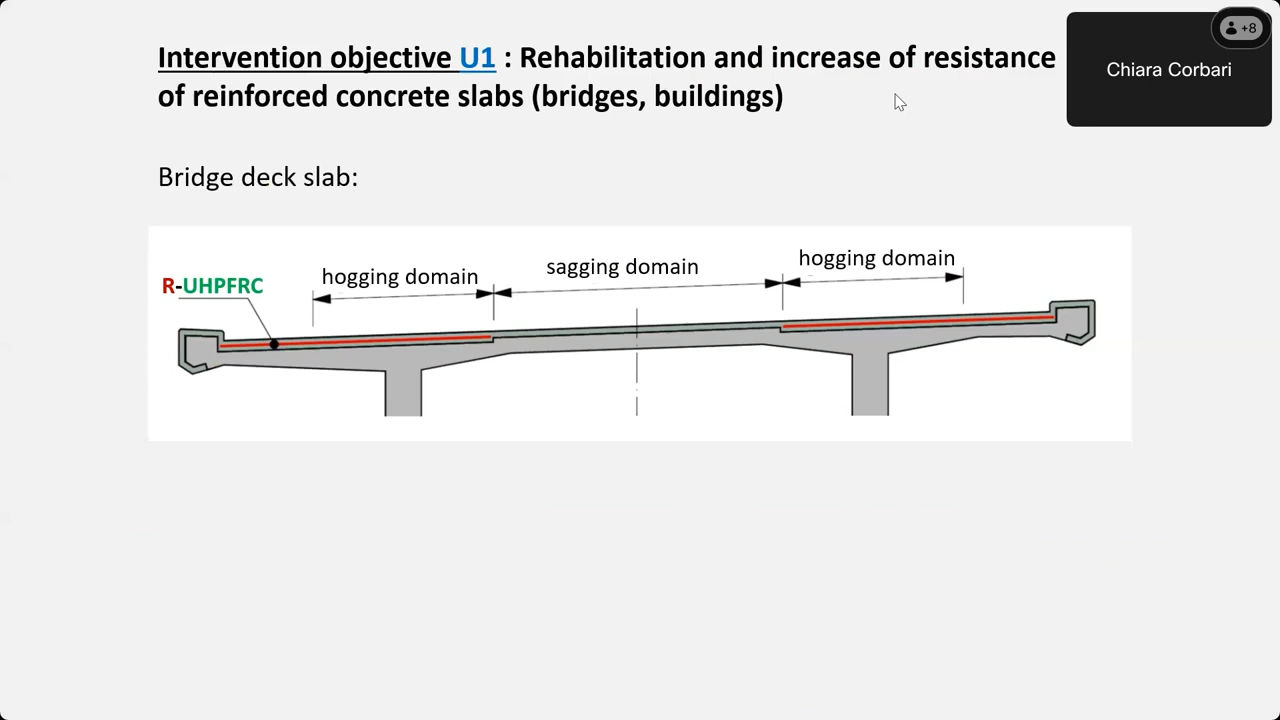 Intervention objective U1 : Rehabilitation and increase of resistance
of reinforced concrete slabs (bridges, buildings)
+8
Chiara Corbari
Bridge deck slab:
hogging domain
sagging domain
hogging domain
R-UHPFRC